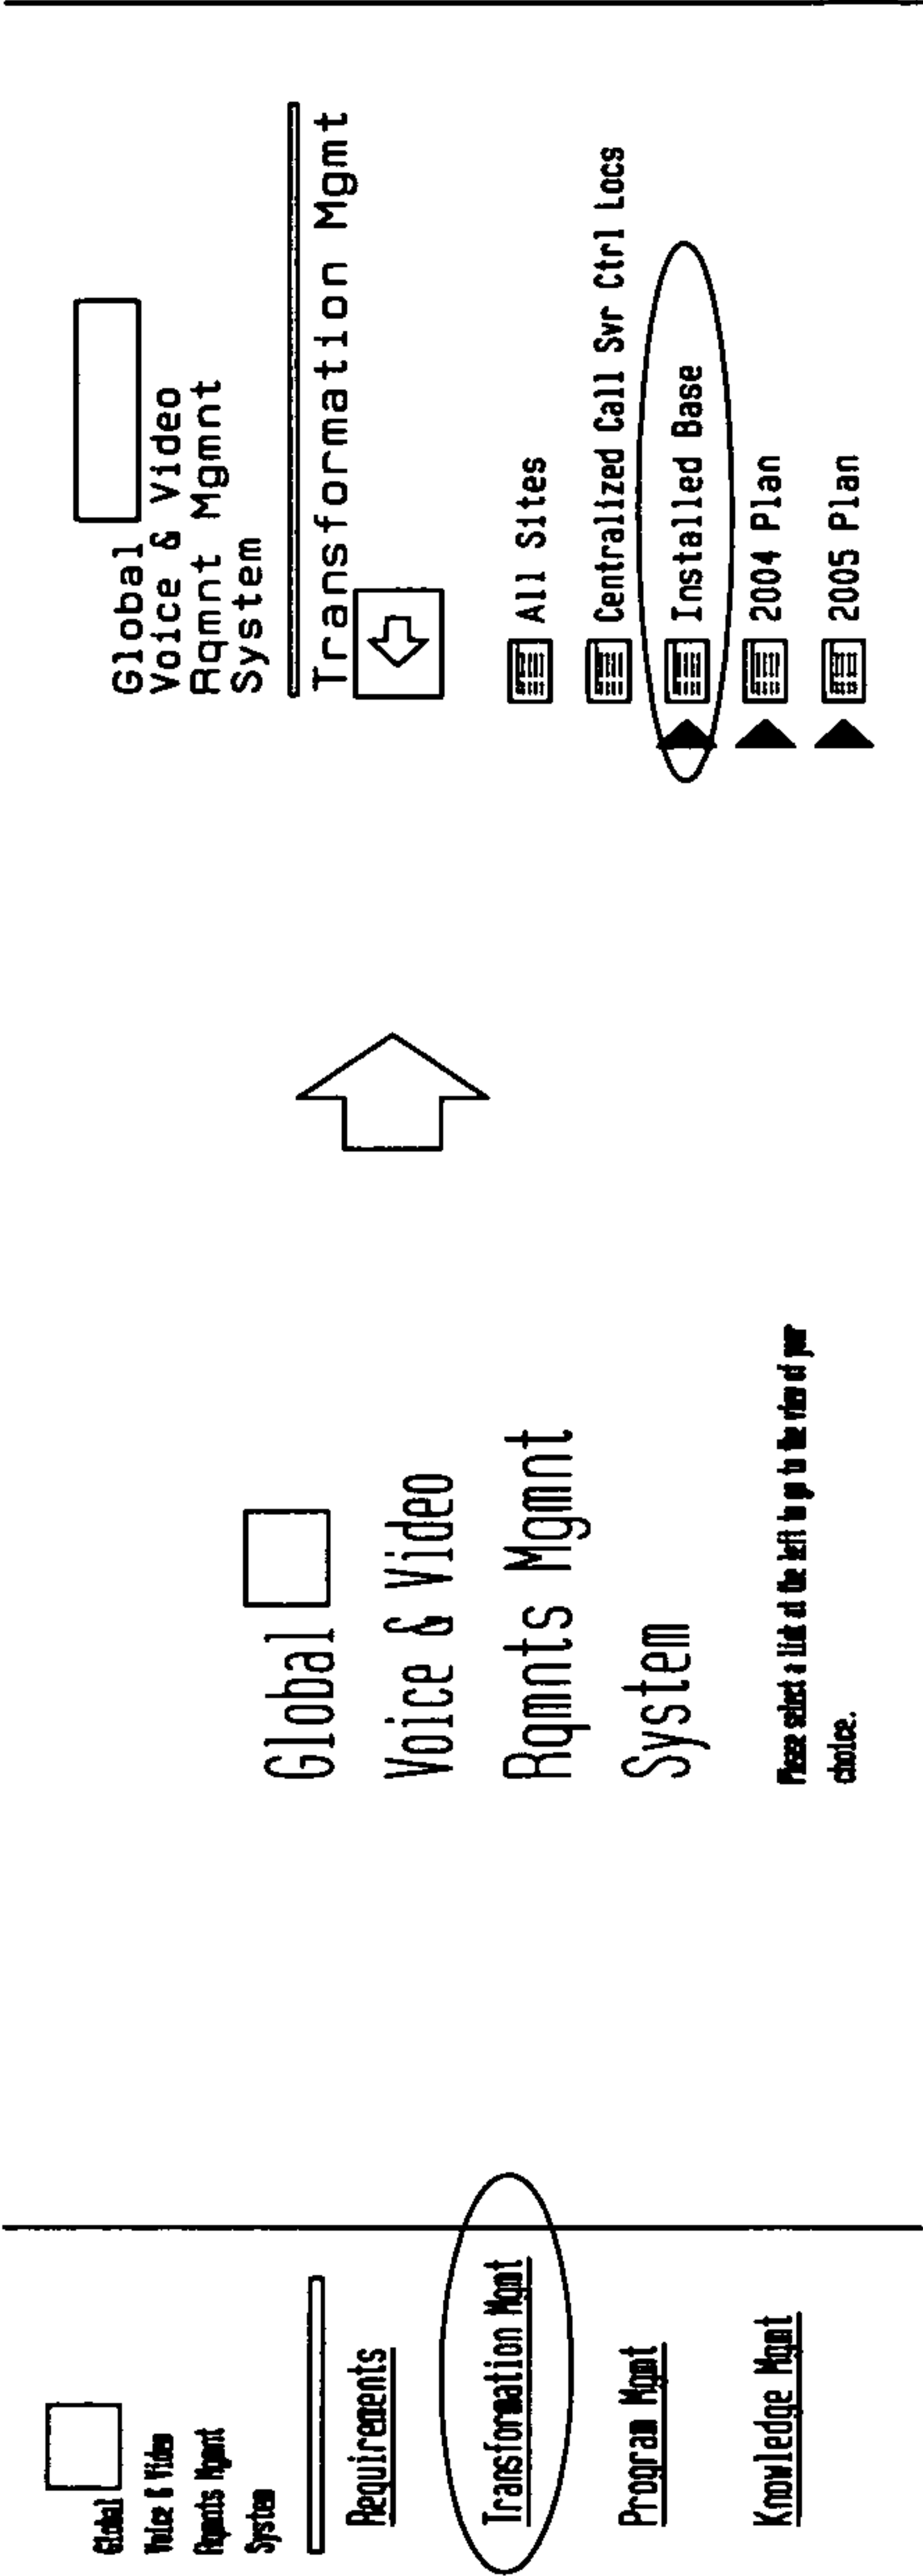 Global
Voice & Video
Rqmnts Mgmnt
System
Requirements
Transformation Mgmt
Program Mgmt
Knowledge Mgmt
Global
Voice & Video
Rqmnts Mgmnt
System
Please select a link at the left to go to the view of your
choice.
Global
Voice & Video
Rqmnt Mgmnt
System
Transformation Mgmt
All Sites
Centralized Call Svr Ctrl Locs
Installed Base
2004 Plan
2005 Plan